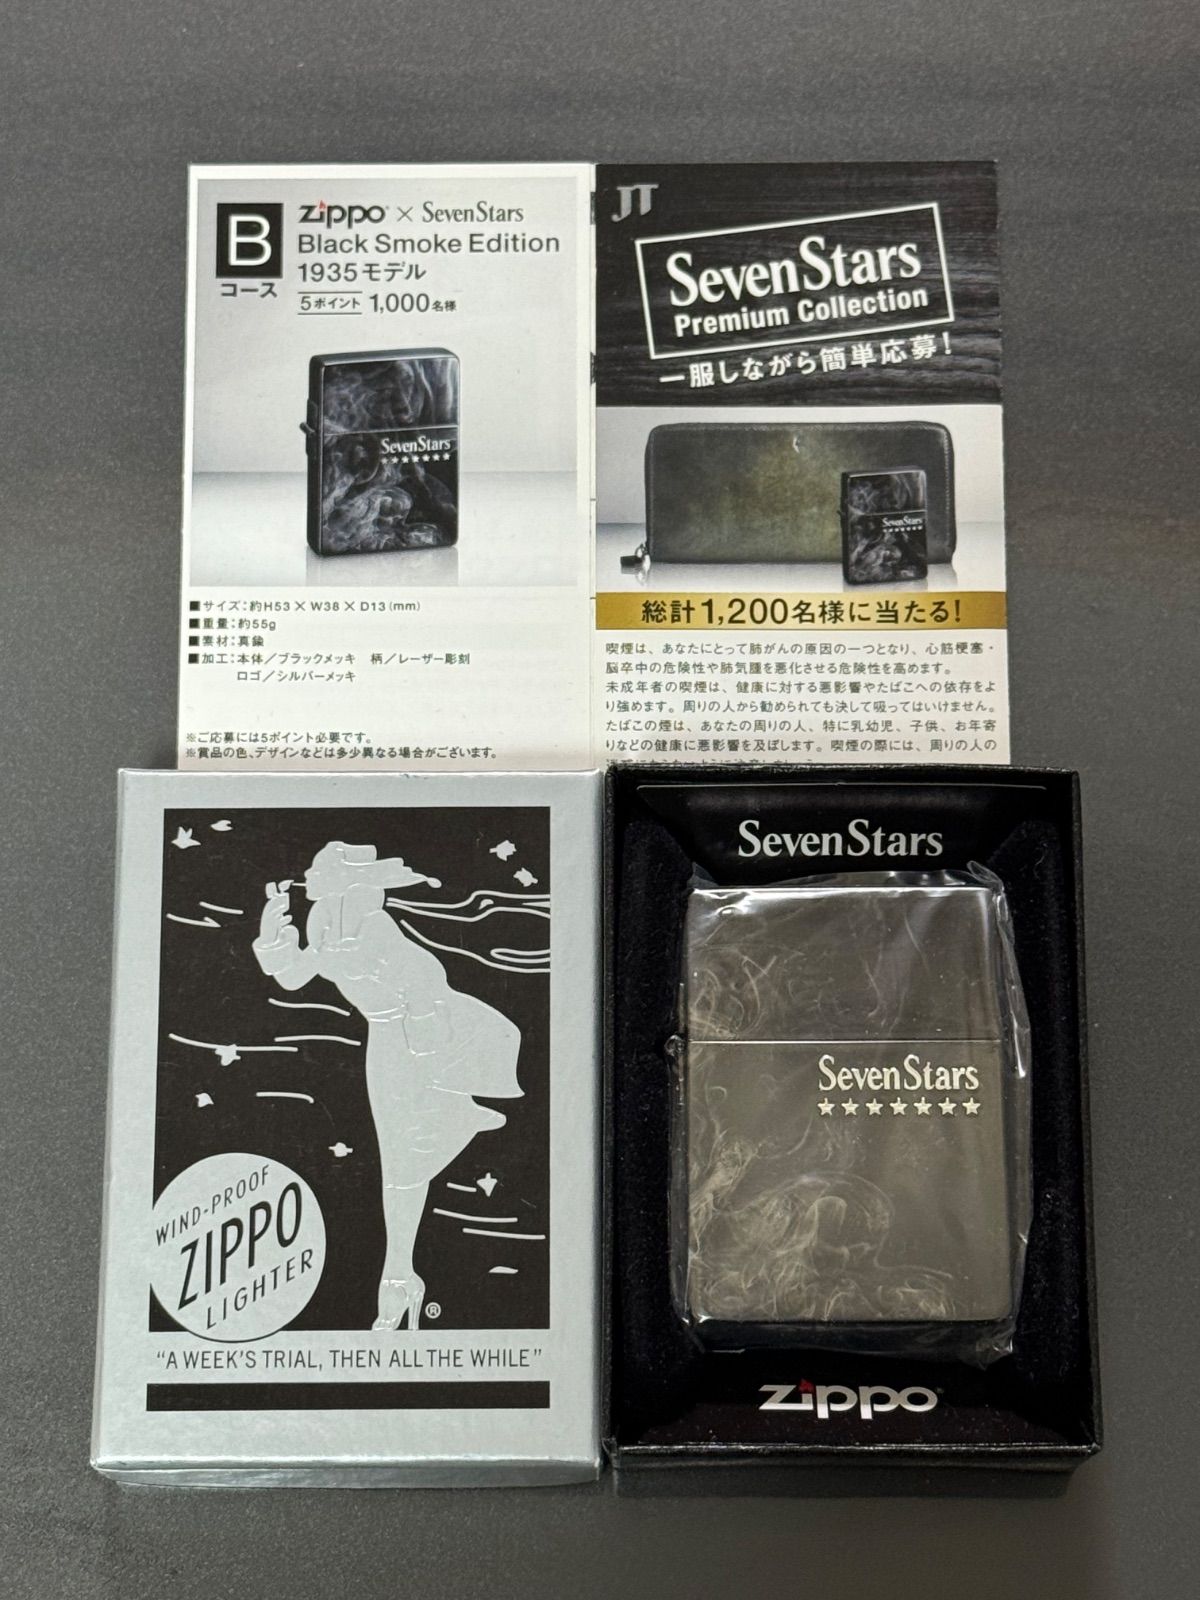 B
コース
zippo × SevenStars
Black Smoke Edition
1935モデル
5ポイント 1,000名様
SevenStars
■サイズ:約H53×W38×D13(mm)
■重量:約55g
■素材:真鍮
■加工:本体/ブラックメッキ 柄/レーザー彫刻
ロゴ/シルバーメッキ
※ご応募には5ポイント必要です。
※賞品の色、デザインなどは多少異なる場合がございます。
JT
SevenStars
Premium Collection
一服しながら簡単応募!
SevenStars
総計1,200名様に当たる!
喫煙は、あなたにとって肺がんの原因の一つとなり、心筋梗塞・
脳卒中の危険性や肺気腫を悪化させる危険性を高めます。
未成年者の喫煙は、健康に対する悪影響やたばこへの依存をよ
り強めます。周りの人から勧められても決して吸ってはいけません。
たばこの煙は、あなたの周りの人、特に乳幼児、子供、お年寄
りなどの健康に悪影響を及ぼします。喫煙の際には、周りの人の
WIND-PROOF
ZIPPO
LIGHTER
®
"A WEEK'S TRIAL, THEN ALL THE WHILE"
SevenStars
SevenStars
zippo